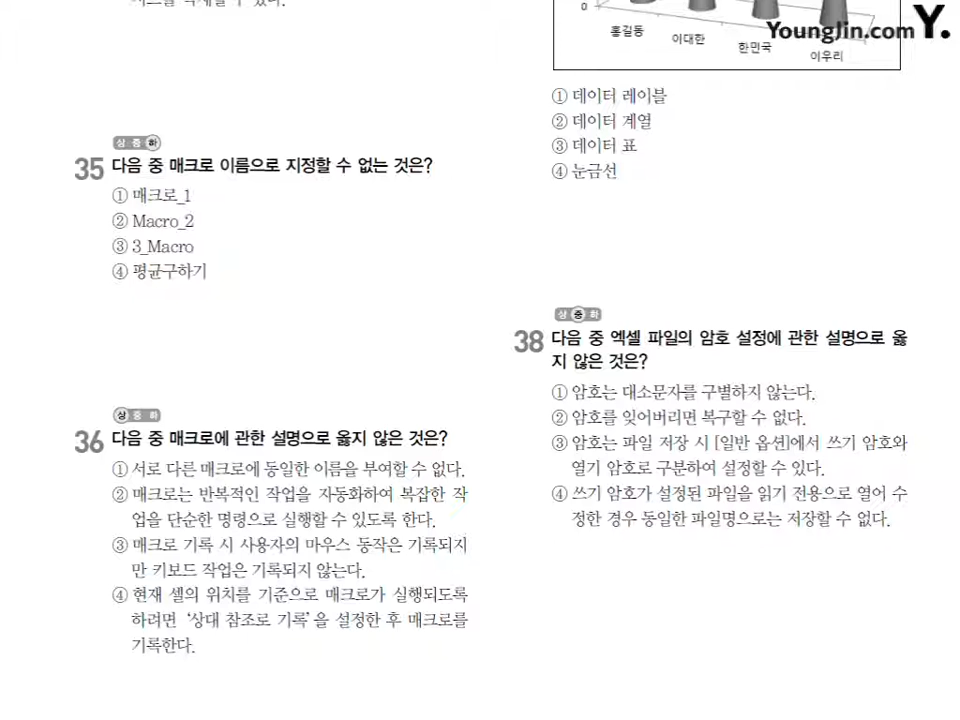 35 다음 중 매크로 이름으로 지정할 수 없는 것은?
상 중 하
① 매크로_1
② Macro_2
③ 3_Macro
④ 평균구하기
상 중 하
36 다음 중 매크로에 관한 설명으로 옳지 않은 것은?
① 서로 다른 매크로에 동일한 이름을 부여할 수 없다.
② 매크로는 반복적인 작업을 자동화하여 복잡한 작
업을 단순한 명령으로 실행할 수 있도록 한다.
③ 매크로 기록 시 사용자의 마우스 동작은 기록되지
만 키보드 작업은 기록되지 않는다.
④ 현재 셀의 위치를 기준으로 매크로가 실행되도록
하려면 ‘상대 참조로 기록’을 설정한 후 매크로를
기록한다.
0
홍길동 이대한 한민국 이우리
YoungJin.com Y.
① 데이터 레이블
② 데이터 계열
③ 데이터 표
④ 눈금선
상 중 하
38 다음 중 엑셀 파일의 암호 설정에 관한 설명으로 옳
지 않은 것은?
① 암호는 대소문자를 구별하지 않는다.
② 암호를 잊어버리면 복구할 수 없다.
③ 암호는 파일 저장 시 [일반 옵션]에서 쓰기 암호와
열기 암호로 구분하여 설정할 수 있다.
④ 쓰기 암호가 설정된 파일을 읽기 전용으로 열어 수
정한 경우 동일한 파일명으로는 저장할 수 없다.